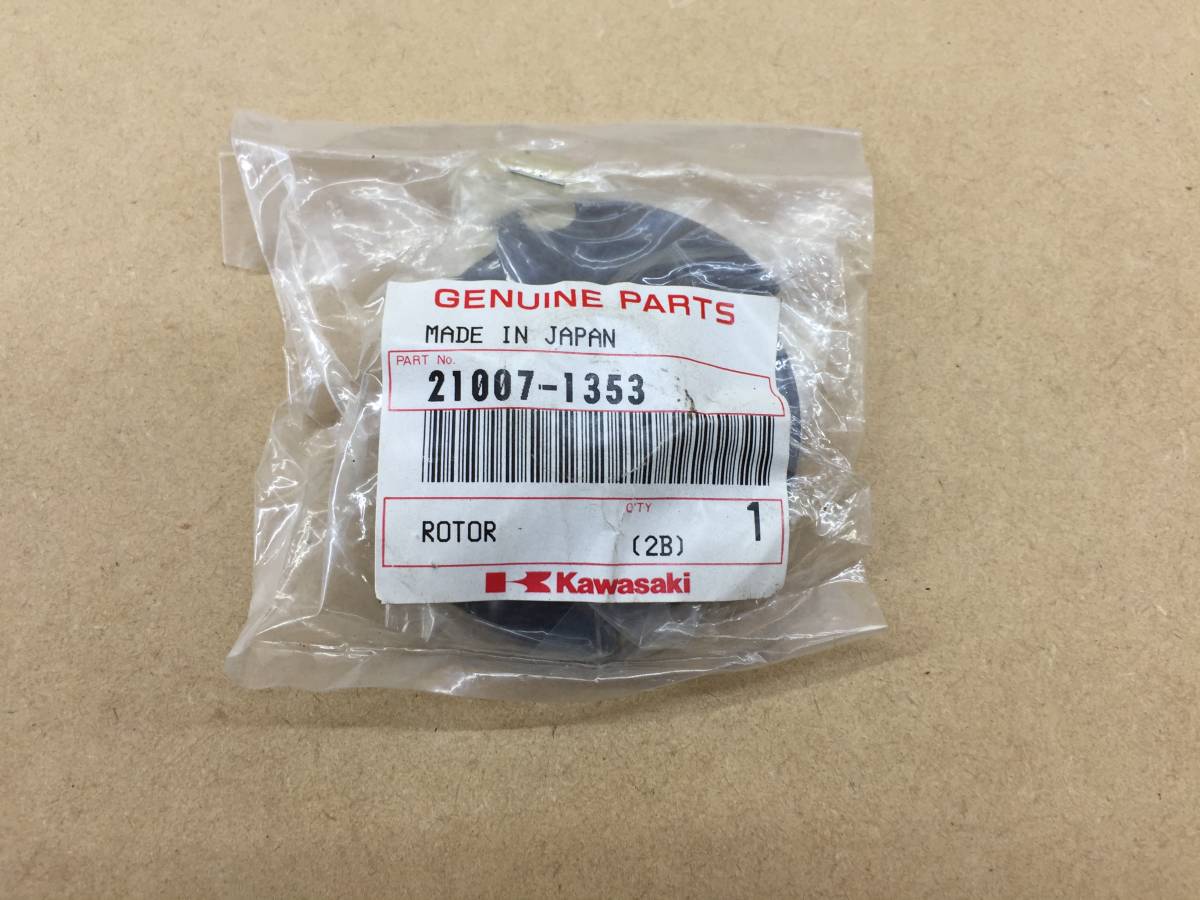 GENUINE PARTS
MADE IN JAPAN
PART No.
21007-1353
ROTOR
Q'TY
(2B)
1
Kawasaki